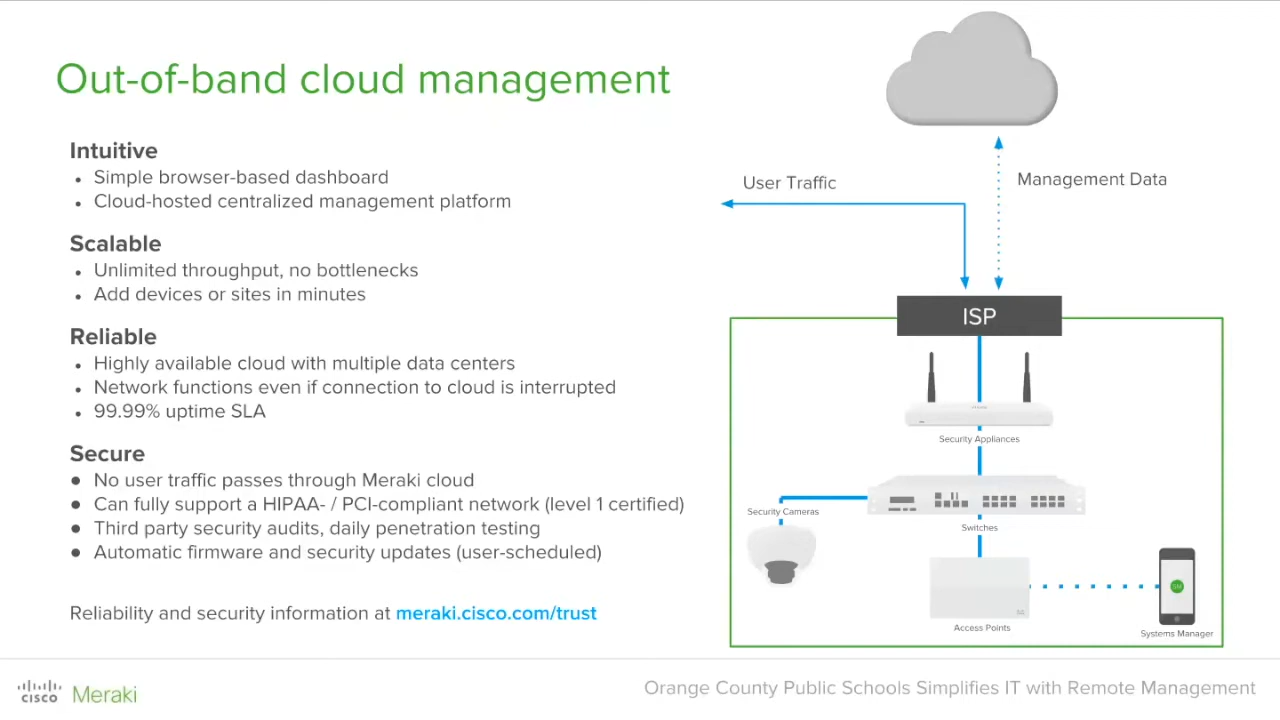 Out-of-band cloud management
Intuitive
• Simple browser-based dashboard
• Cloud-hosted centralized management platform
Scalable
• Unlimited throughput, no bottlenecks
• Add devices or sites in minutes
Reliable
• Highly available cloud with multiple data centers
• Network functions even if connection to cloud is interrupted
• 99.99% uptime SLA
Secure
● No user traffic passes through Meraki cloud
● Can fully support a HIPAA- / PCI-compliant network (level 1 certified)
● Third party security audits, daily penetration testing
● Automatic firmware and security updates (user-scheduled)
Reliability and security information at meraki.cisco.com/trust
User Traffic
Management Data
ISP
Security Appliances
Security Cameras
Switches
Access Points
Systems Manager
CISCO Meraki
Orange County Public Schools Simplifies IT with Remote Management